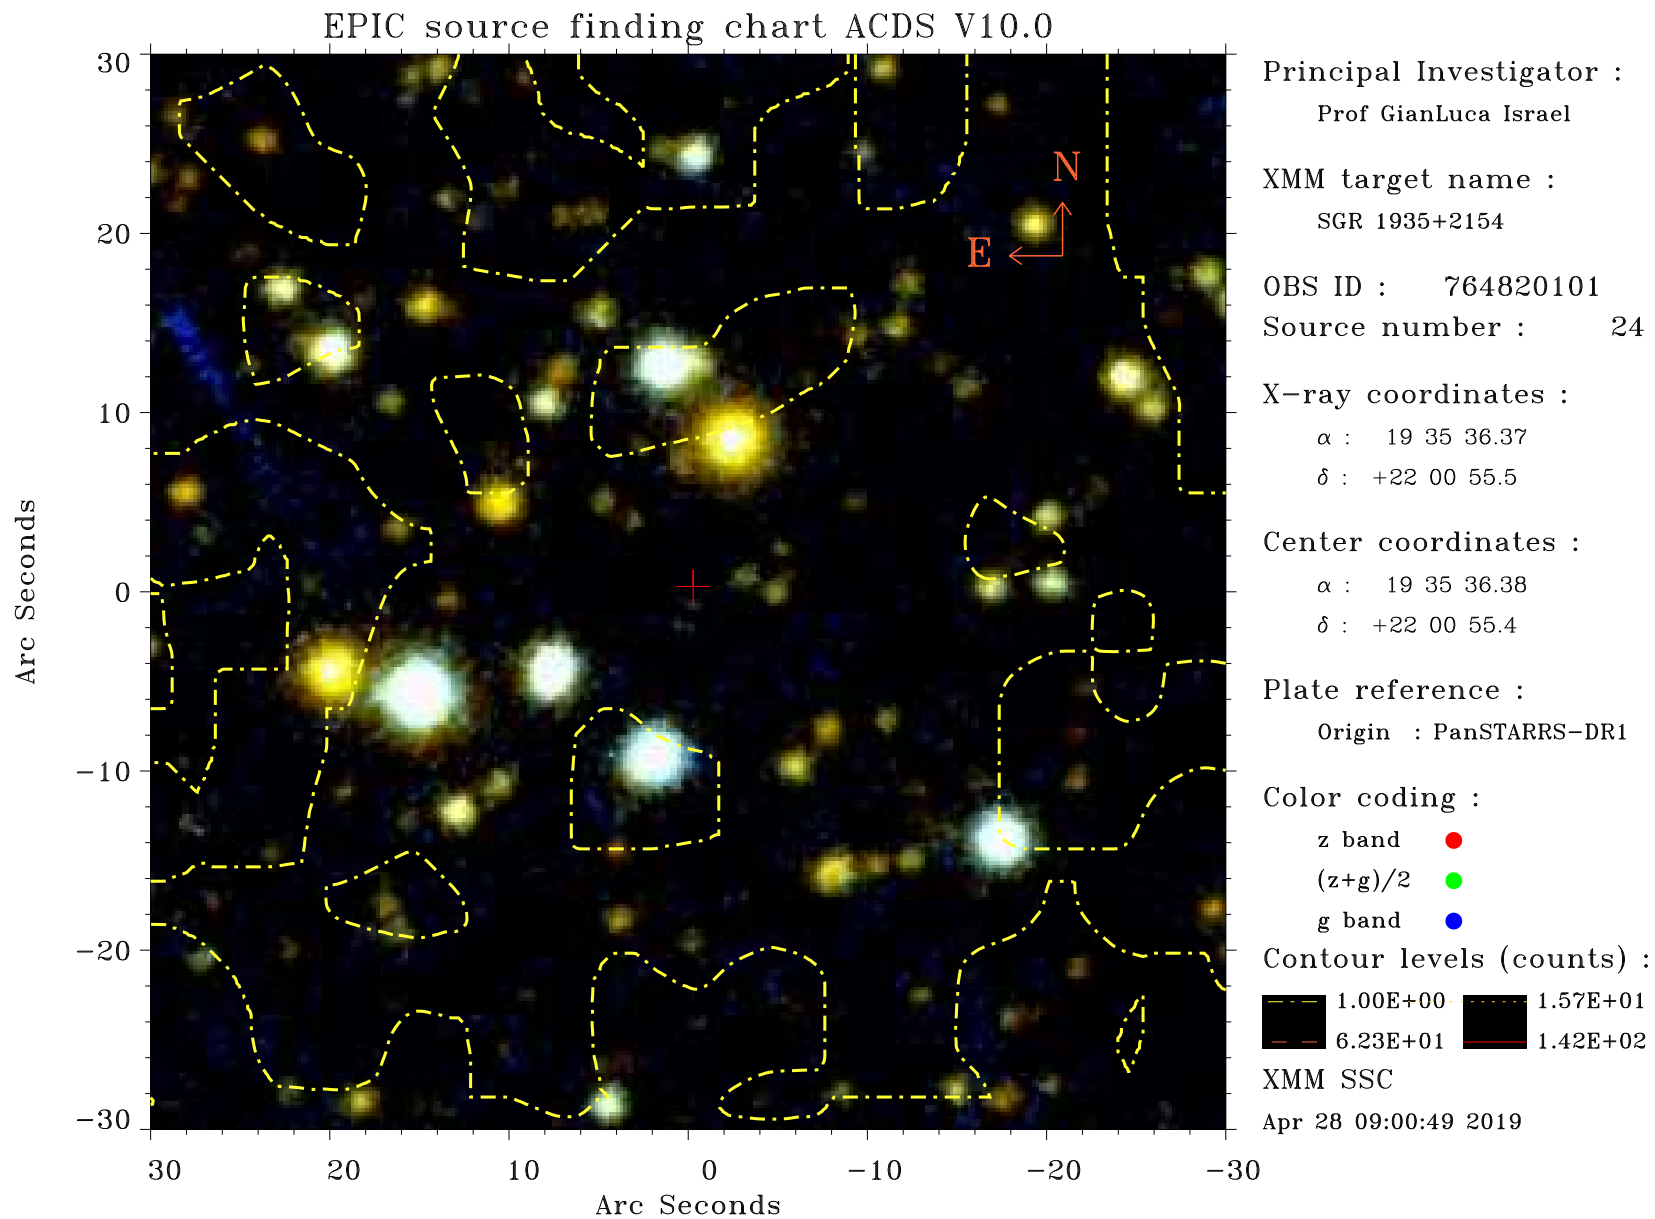 EPIC source finding chart ACDS V10.0
30
20
10
0
-10
-20
-30
Arc Seconds
30 20 10 0 -10 -20 -30
Arc Seconds
N
E
Principal Investigator :
Prof GianLuca Israel
XMM target name :
SGR 1935+2154
OBS ID : 764820101
Source number : 24
X-ray coordinates :
α : 19 35 36.37
δ : +22 00 55.5
Center coordinates :
α : 19 35 36.38
δ : +22 00 55.4
Plate reference :
Origin : PanSTARRS-DR1
Color coding :
z band
(z+g)/2
g band
Contour levels (counts) :
1.00E+00 1.57E+01
6.23E+01 1.42E+02
XMM SSC
Apr 28 09:00:49 2019